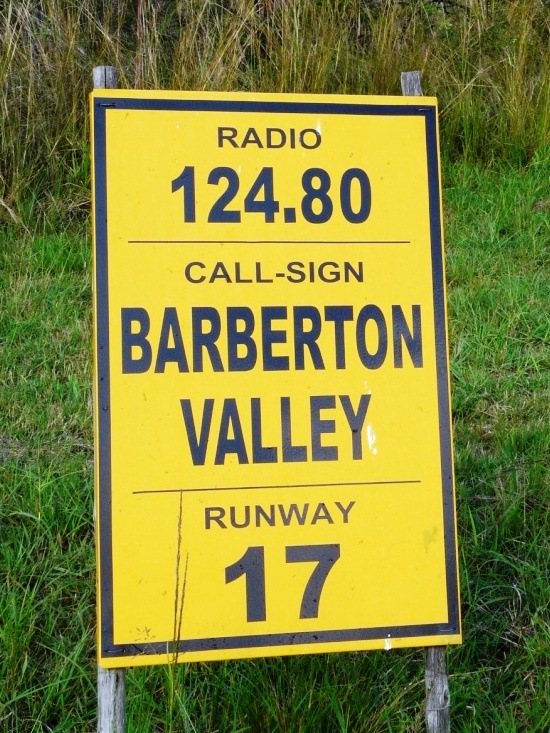 RADIO
124.80
CALL-SIGN
BARBERTON
VALLEY
RUNWAY
17